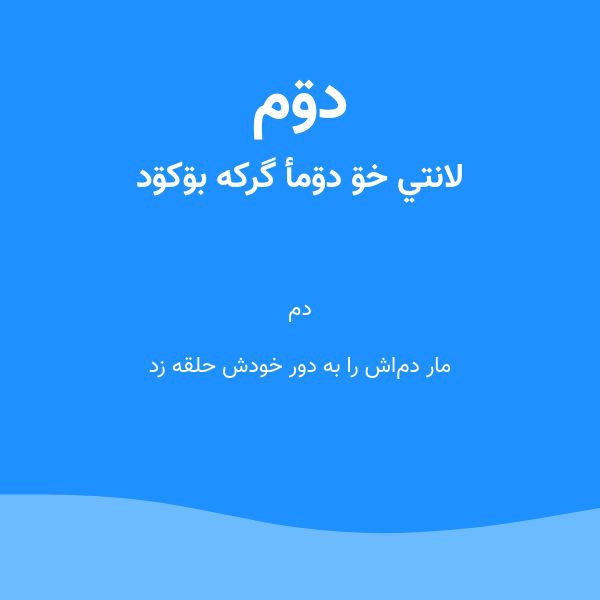 دۊم
لانتي خۊ دۊمأ گرکه بۊکۊد
دم
مار دم‌اش را به دور خودش حلقه زد